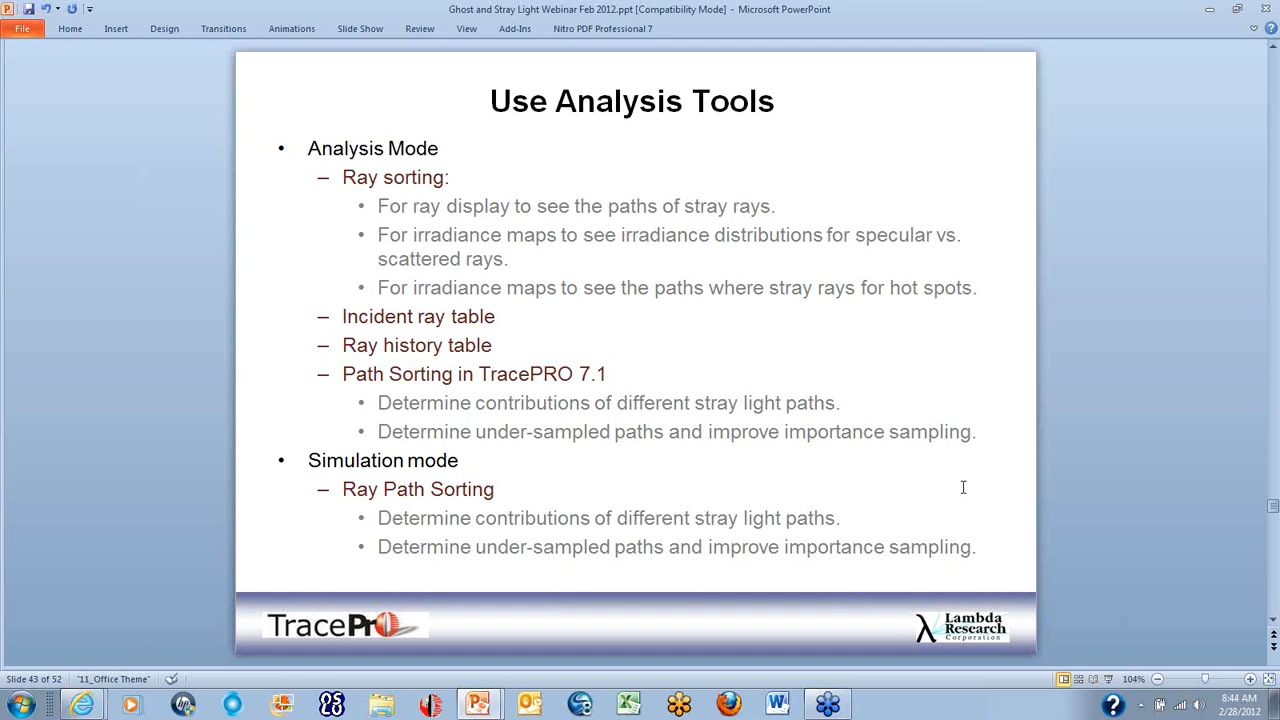 Ghost and Stray Light Webinar Feb 2012.ppt [Compatibility Mode] - Microsoft PowerPoint
File Home Insert Design Transitions Animations Slide Show Review View Add-Ins Nitro PDF Professional 7
Use Analysis Tools
• Analysis Mode
– Ray sorting:
• For ray display to see the paths of stray rays.
• For irradiance maps to see irradiance distributions for specular vs.
scattered rays.
• For irradiance maps to see the paths where stray rays for hot spots.
– Incident ray table
– Ray history table
– Path Sorting in TracePRO 7.1
• Determine contributions of different stray light paths.
• Determine under-sampled paths and improve importance sampling.
• Simulation mode
– Ray Path Sorting
• Determine contributions of different stray light paths.
• Determine under-sampled paths and improve importance sampling.
TracePro
λ Lambda
Research
Corporation
Slide 43 of 52 "11_Office Theme" 104%
8:44 AM
2/28/2012